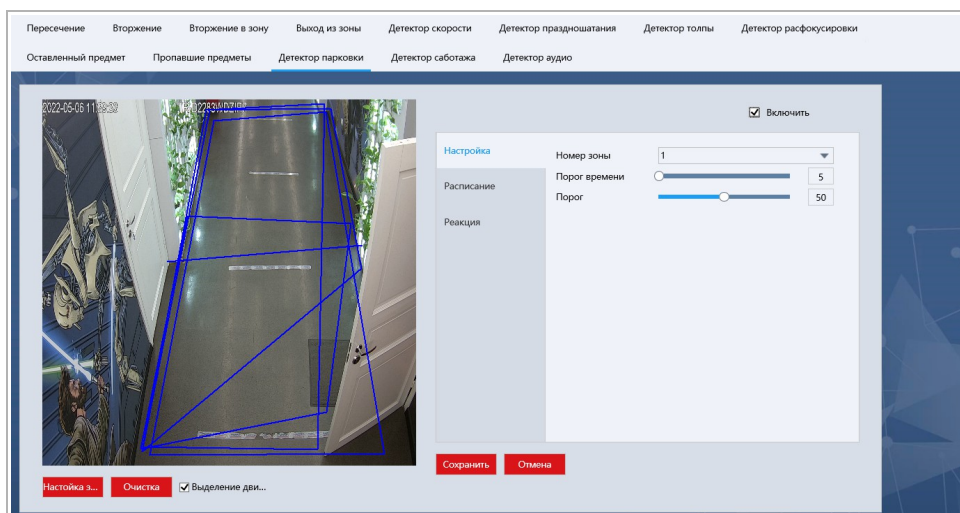 Пересечение Вторжение Вторжение в зону Выход из зоны Детектор скорости Детектор праздношатания Детектор толпы Детектор расфокусировки
Оставленный предмет Пропавшие предметы Детектор парковки Детектор саботажа Детектор аудио
2022-05-06 11:
Включить
Настройка
Номер зоны 1
Порог времени 5
Расписание
Порог 50
Реакция
Сохранить Отмена
Настойка з... Очистка Выделение дви...